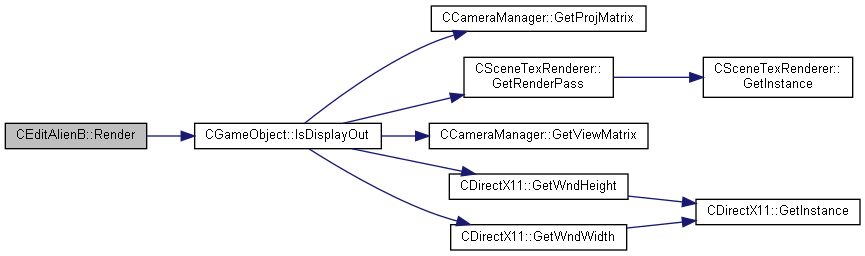 CCameraManager::GetProjMatrix
CSceneTexRenderer::
GetRenderPass
CSceneTexRenderer::
GetInstance
CEditAlienB::Render
CGameObject::IsDisplayOut
CCameraManager::GetViewMatrix
CDirectX11::GetWndHeight
CDirectX11::GetInstance
CDirectX11::GetWndWidth